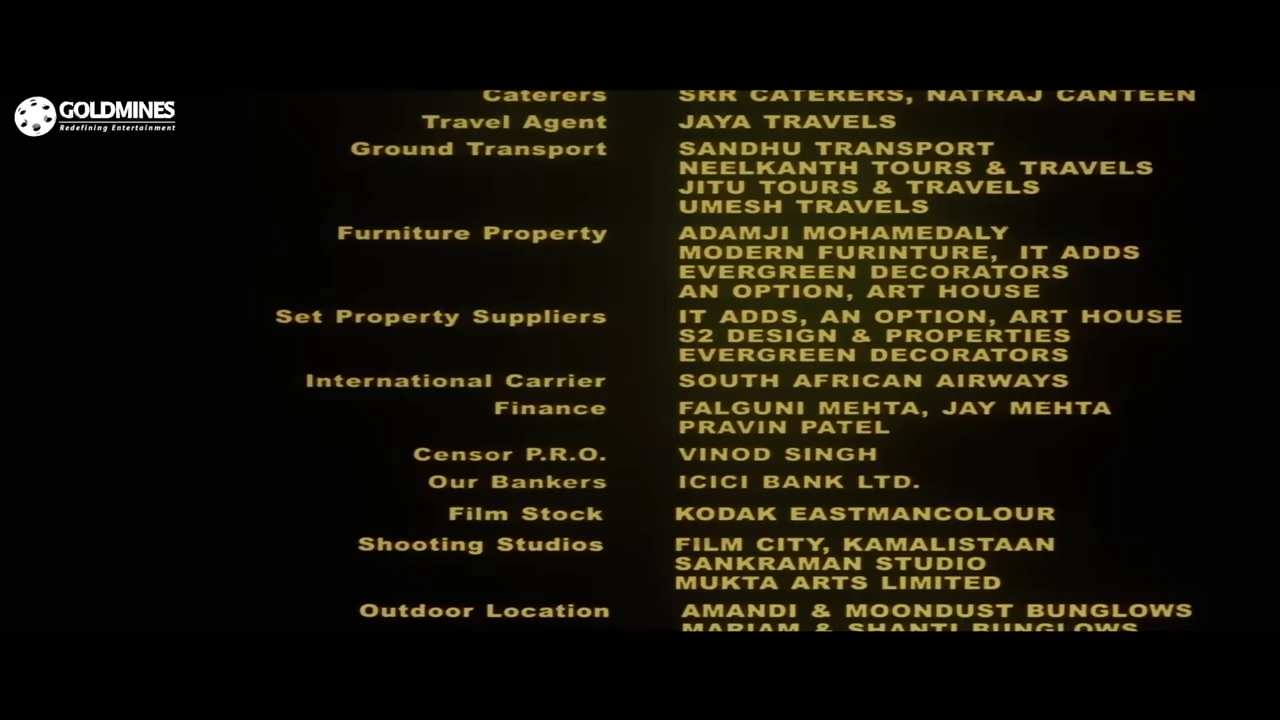 GOLDMINES
Redefining Entertainment
Caterers SRR CATERERS, NATRAJ CANTEEN
Travel Agent JAYA TRAVELS
Ground Transport SANDHU TRANSPORT
NEELKANTH TOURS & TRAVELS
JITU TOURS & TRAVELS
UMESH TRAVELS
Furniture Property ADAMJI MOHAMEDALY
MODERN FURINTURE, IT ADDS
EVERGREEN DECORATORS
AN OPTION, ART HOUSE
Set Property Suppliers IT ADDS, AN OPTION, ART HOUSE
S2 DESIGN & PROPERTIES
EVERGREEN DECORATORS
International Carrier SOUTH AFRICAN AIRWAYS
Finance FALGUNI MEHTA, JAY MEHTA
PRAVIN PATEL
Censor P.R.O. VINOD SINGH
Our Bankers ICICI BANK LTD.
Film Stock KODAK EASTMANCOLOUR
Shooting Studios FILM CITY, KAMALISTAAN
SANKRAMAN STUDIO
MUKTA ARTS LIMITED
Outdoor Location AMANDI & MOONDUST BUNGLOWS
MARIAM & SHANTI BUNGLOWS